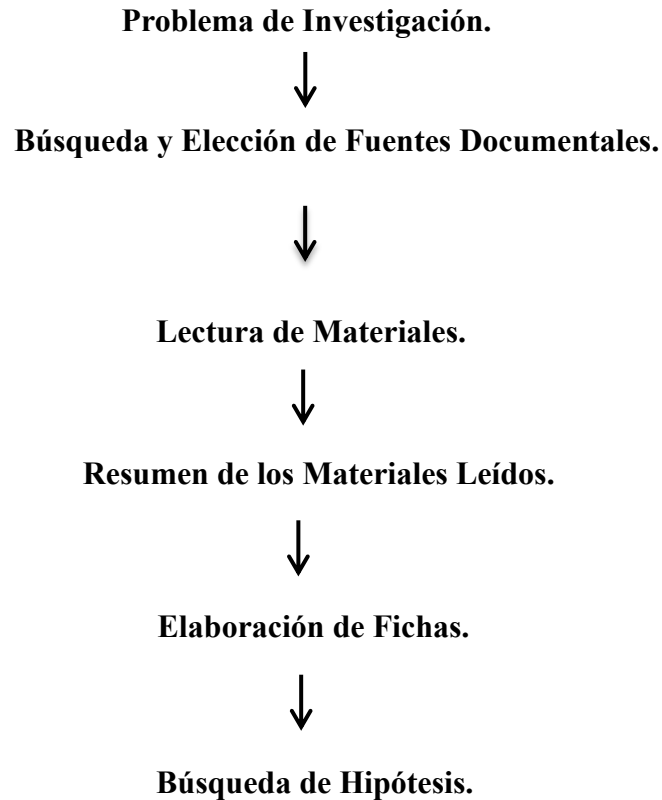 Problema de Investigación.
Búsqueda y Elección de Fuentes Documentales.
Lectura de Materiales.
Resumen de los Materiales Leídos.
Elaboración de Fichas.
Búsqueda de Hipótesis.